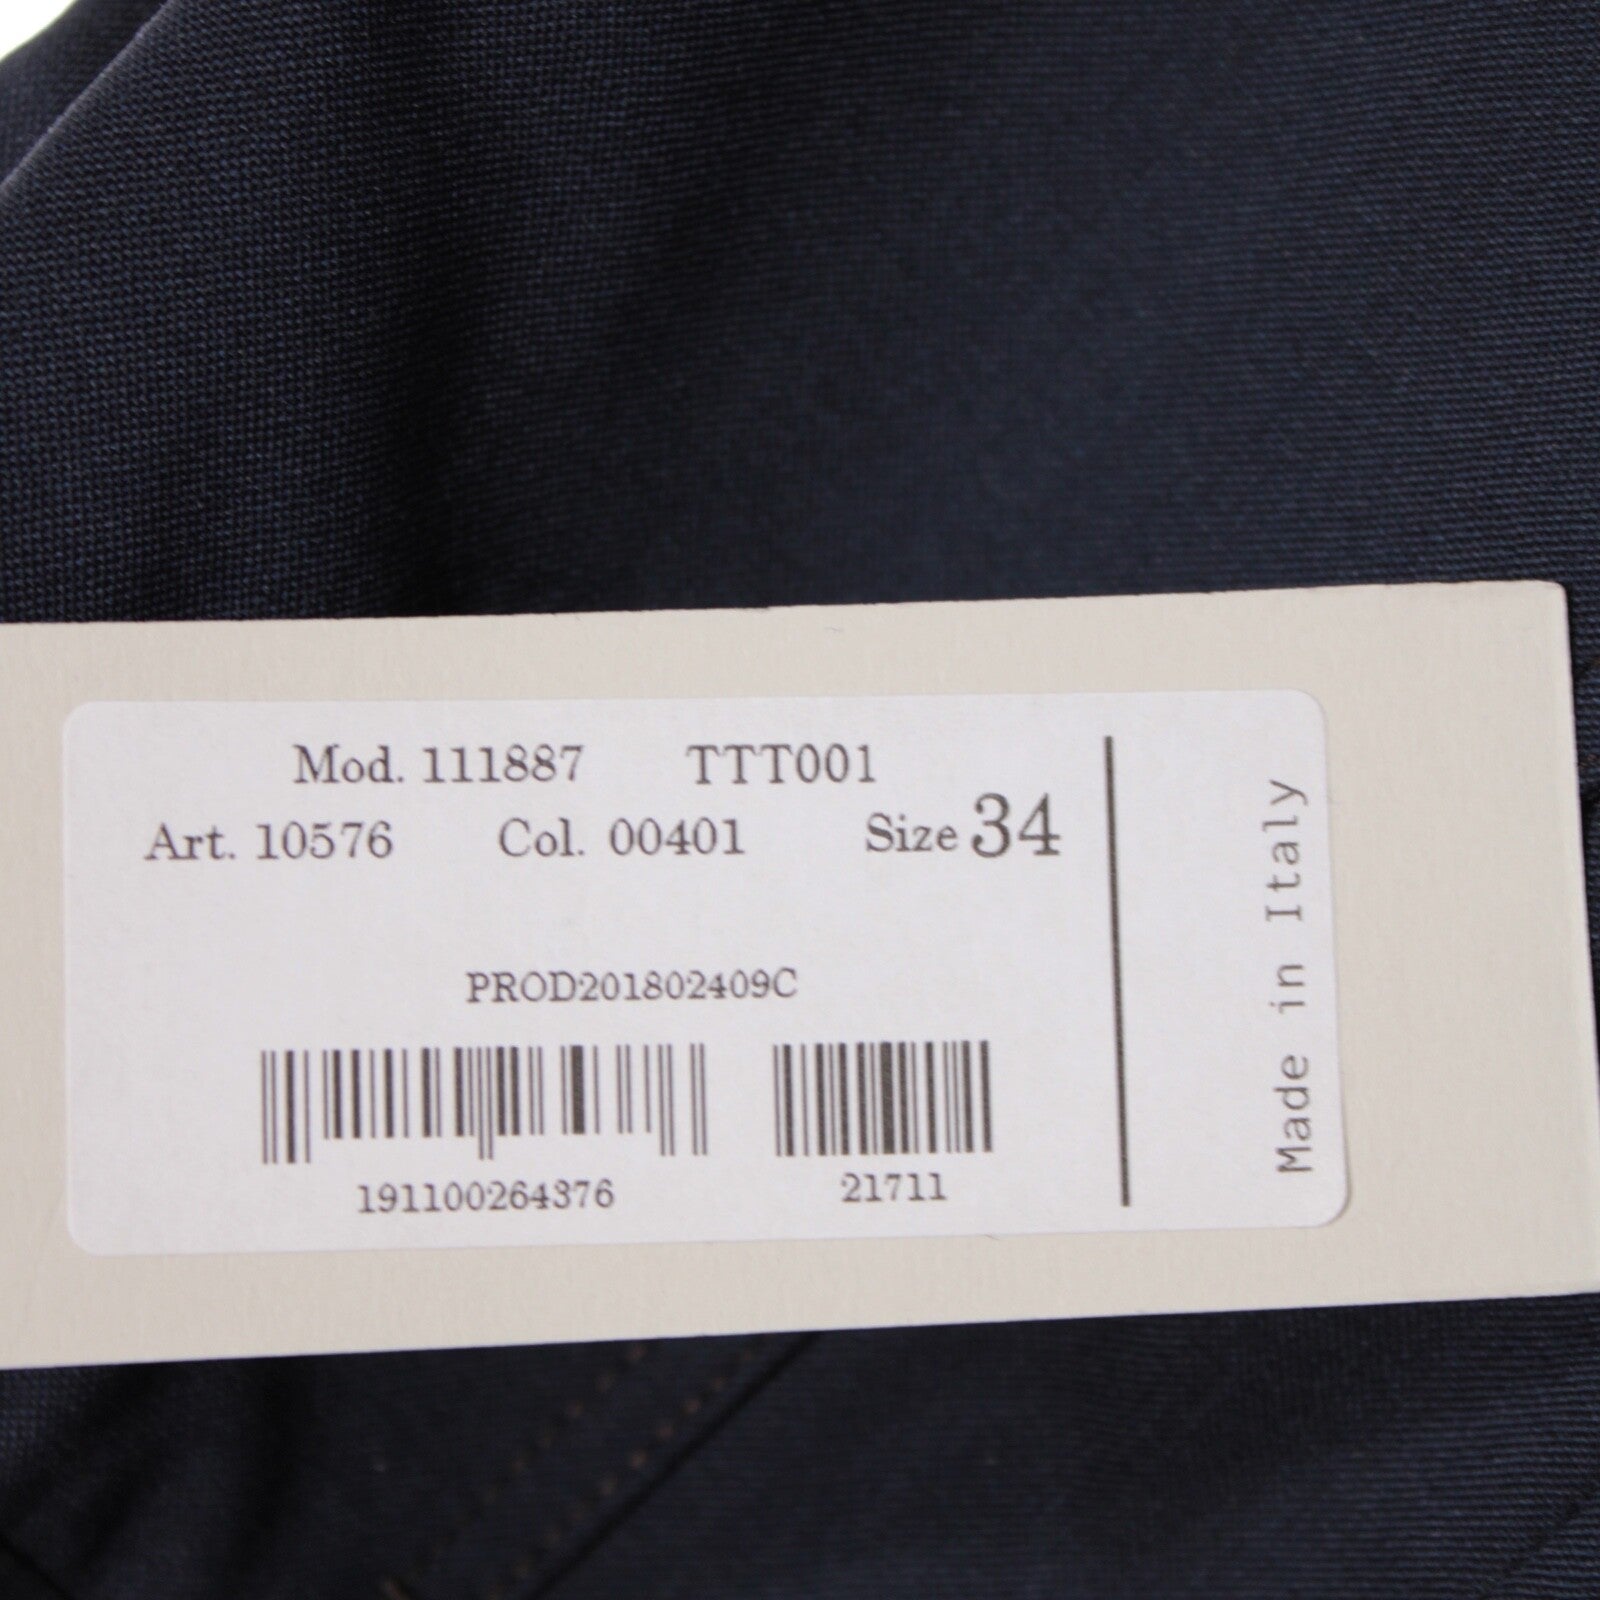 Mod. 111887 TTT001
Art. 10576 Col. 00401 Size 34
PROD201802409C
191100264376 21711
Made in Italy